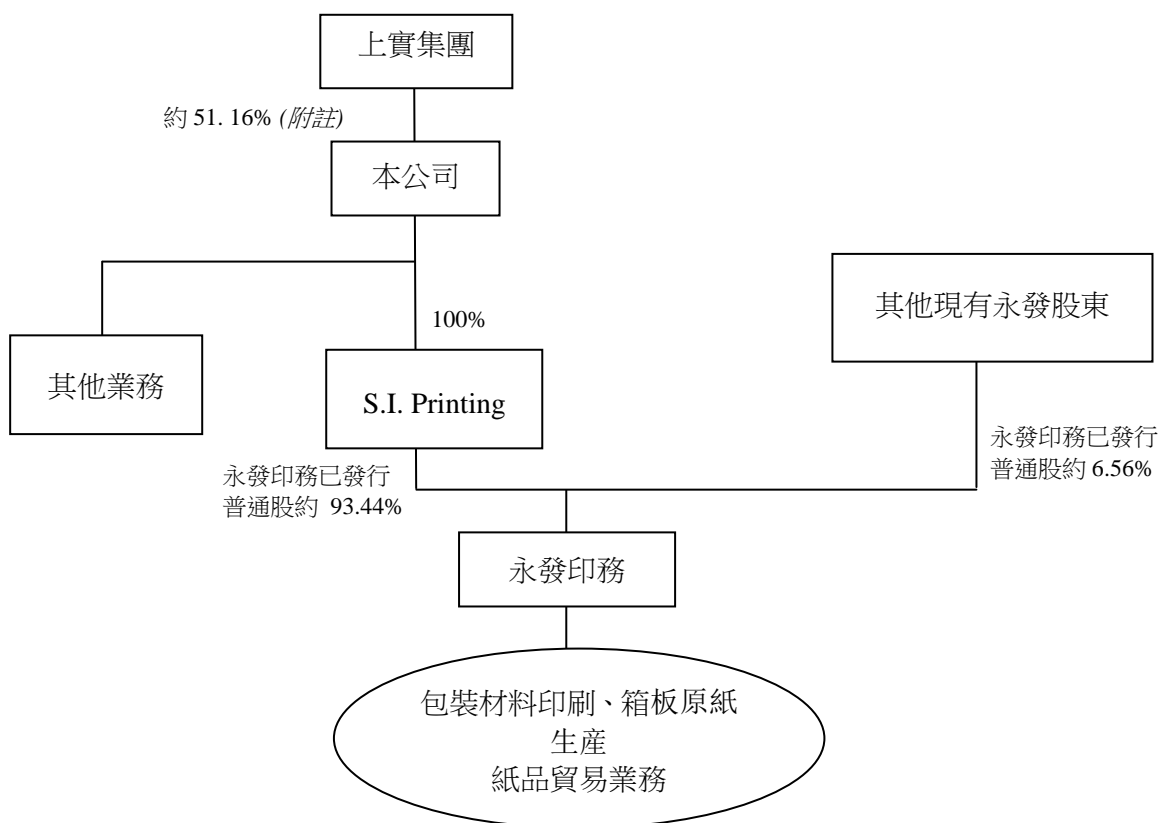 上實集團
約 51. 16% (附註)
本公司
100%
其他現有永發股東
其他業務
S.I. Printing
永發印務已發行
普通股約 93.44%
永發印務已發行
普通股約 6.56%
永發印務
包裝材料印刷、箱板原紙
生產
紙品貿易業務